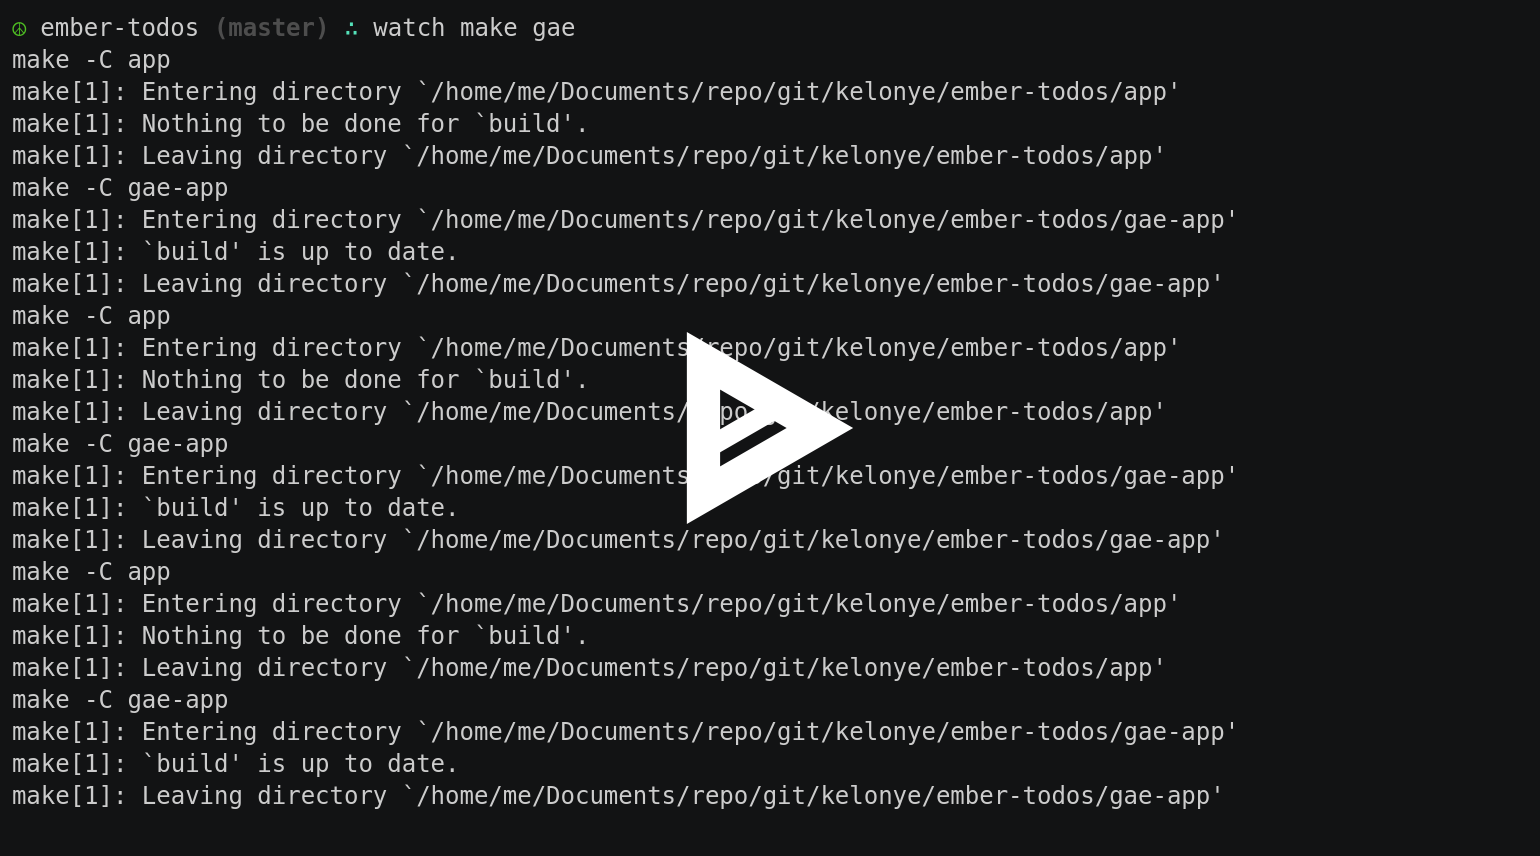 ☮ ember-todos (master) ∴ watch make gae
make -C app
make[1]: Entering directory `/home/me/Documents/repo/git/kelonye/ember-todos/app'
make[1]: Nothing to be done for `build'.
make[1]: Leaving directory `/home/me/Documents/repo/git/kelonye/ember-todos/app'
make -C gae-app
make[1]: Entering directory `/home/me/Documents/repo/git/kelonye/ember-todos/gae-app'
make[1]: `build' is up to date.
make[1]: Leaving directory `/home/me/Documents/repo/git/kelonye/ember-todos/gae-app'
make -C app
make[1]: Entering directory `/home/me/Documents/repo/git/kelonye/ember-todos/app'
make[1]: Nothing to be done for `build'.
make[1]: Leaving directory `/home/me/Documents/repo/git/kelonye/ember-todos/app'
make -C gae-app
make[1]: Entering directory `/home/me/Documents/repo/git/kelonye/ember-todos/gae-app'
make[1]: `build' is up to date.
make[1]: Leaving directory `/home/me/Documents/repo/git/kelonye/ember-todos/gae-app'
make -C app
make[1]: Entering directory `/home/me/Documents/repo/git/kelonye/ember-todos/app'
make[1]: Nothing to be done for `build'.
make[1]: Leaving directory `/home/me/Documents/repo/git/kelonye/ember-todos/app'
make -C gae-app
make[1]: Entering directory `/home/me/Documents/repo/git/kelonye/ember-todos/gae-app'
make[1]: `build' is up to date.
make[1]: Leaving directory `/home/me/Documents/repo/git/kelonye/ember-todos/gae-app'